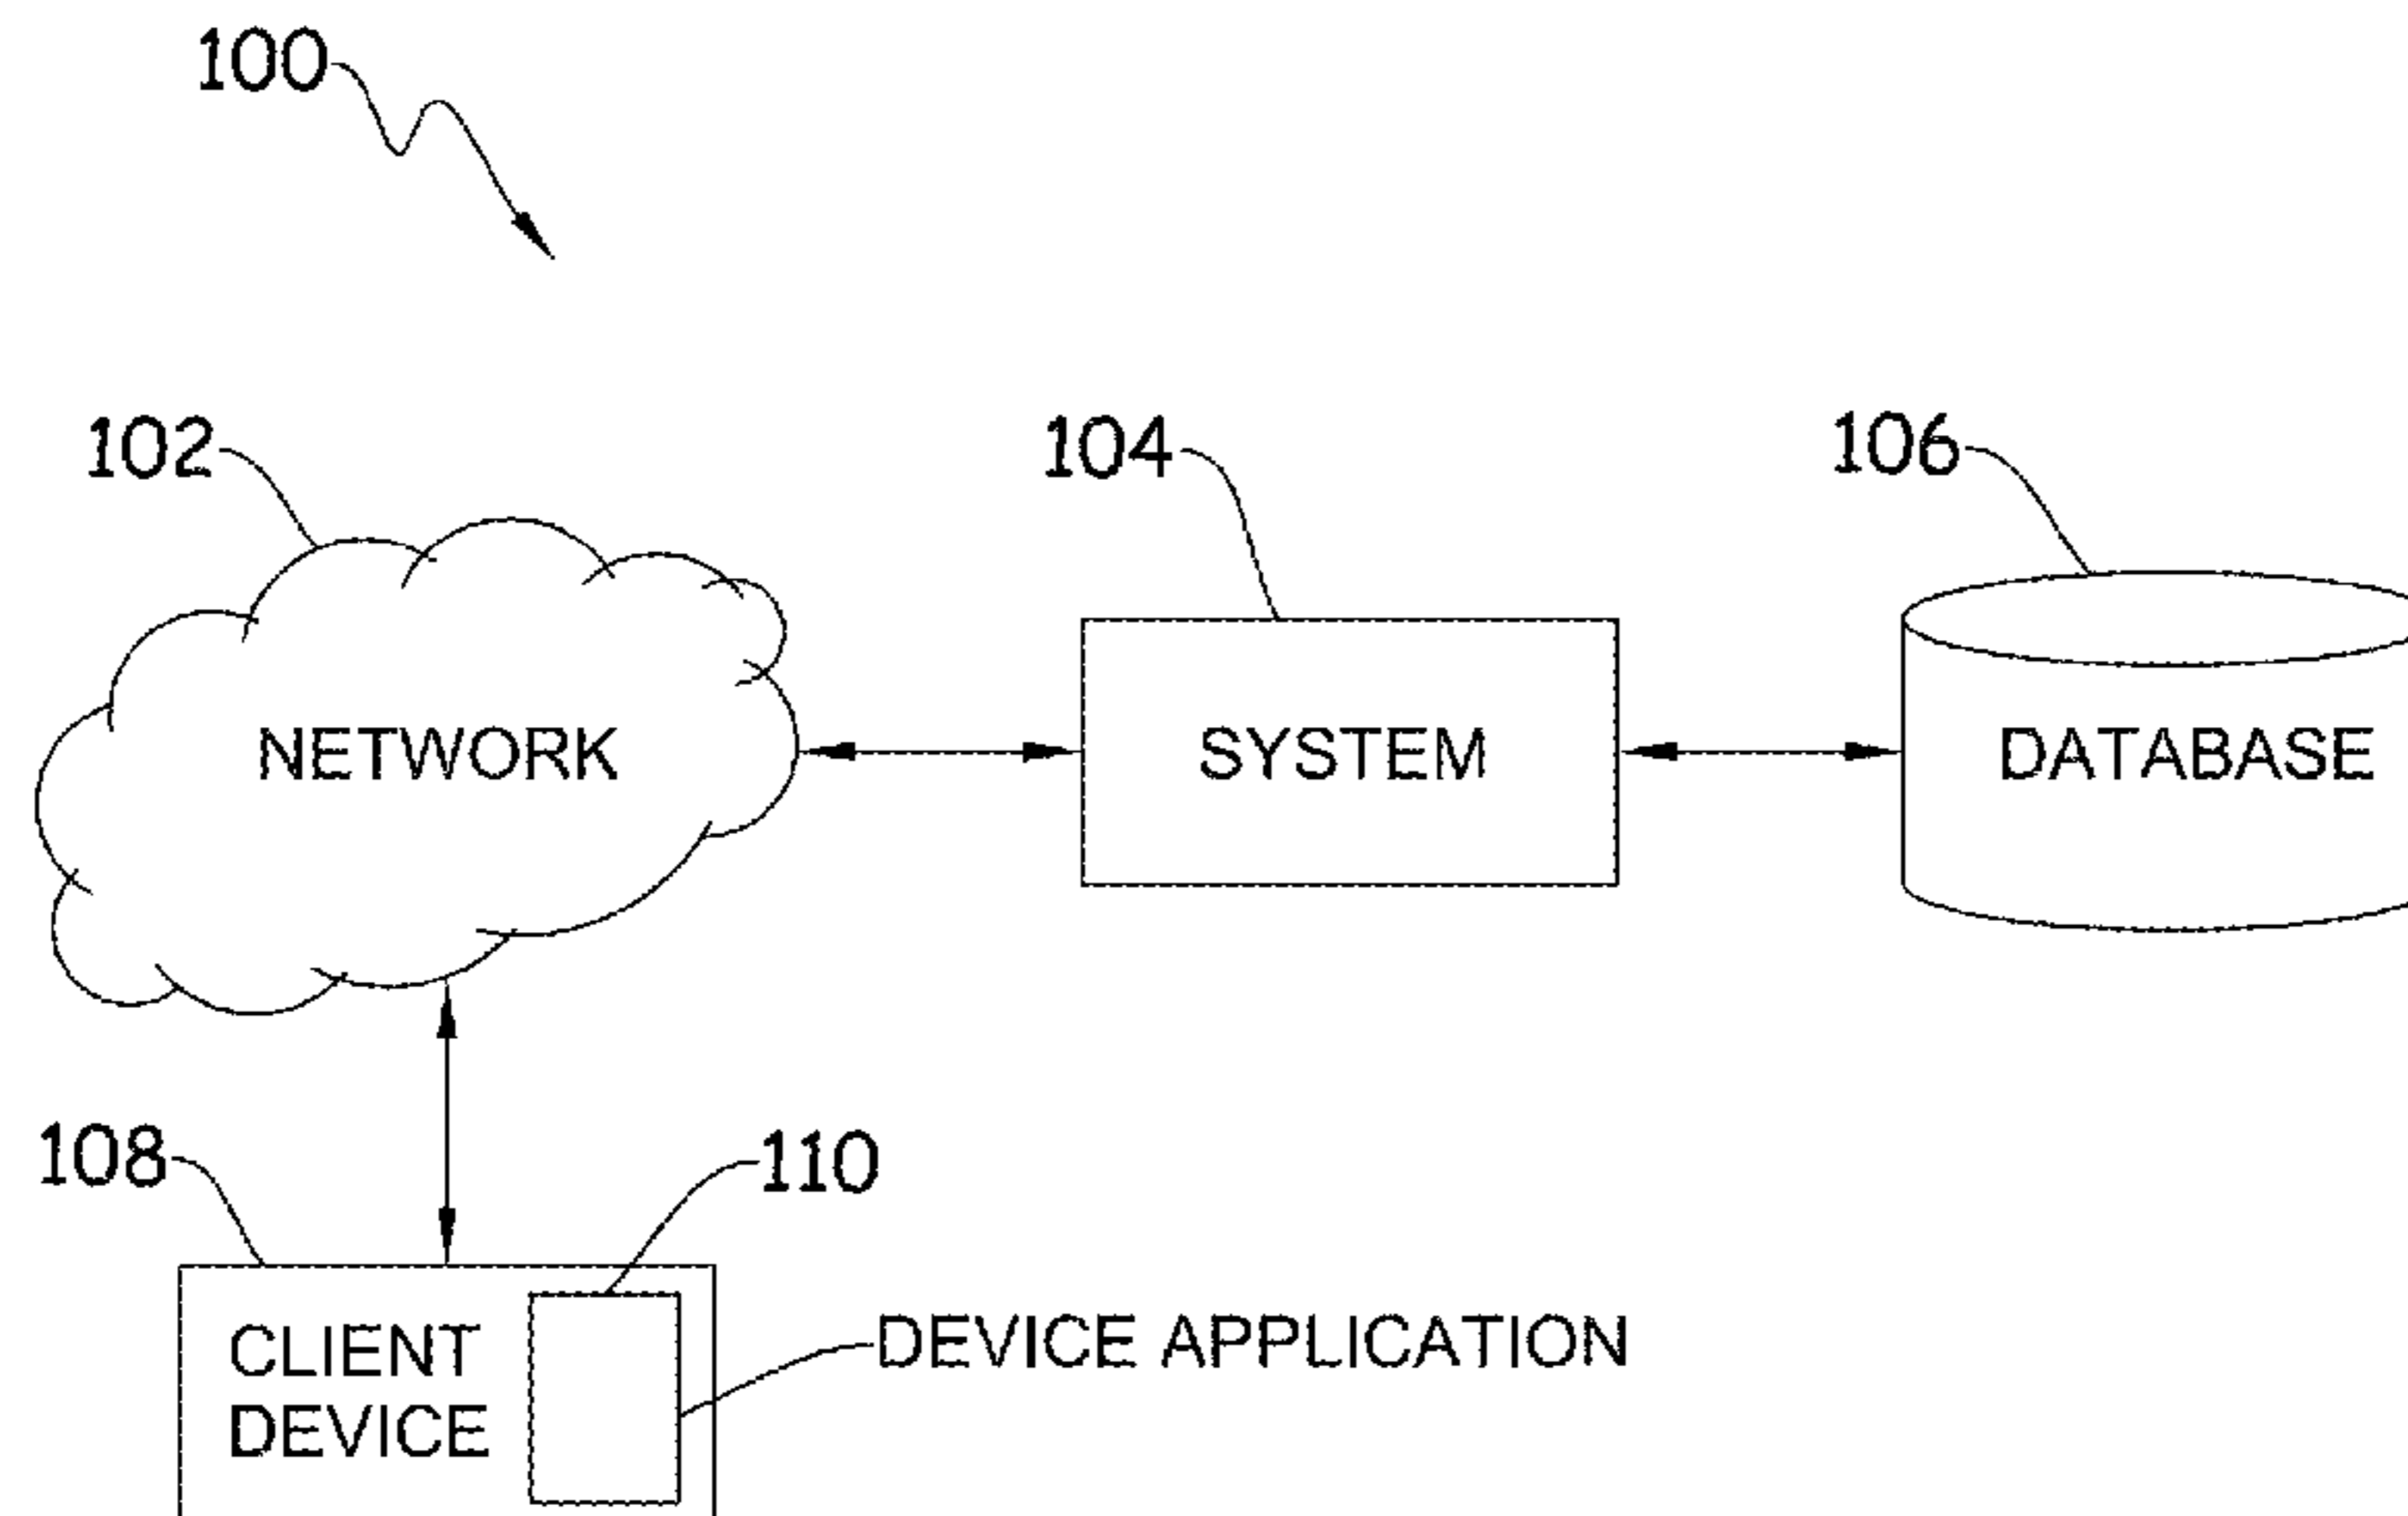 100
102
104
106
NETWORK
SYSTEM
DATABASE
108
110
CLIENT
DEVICE
DEVICE APPLICATION